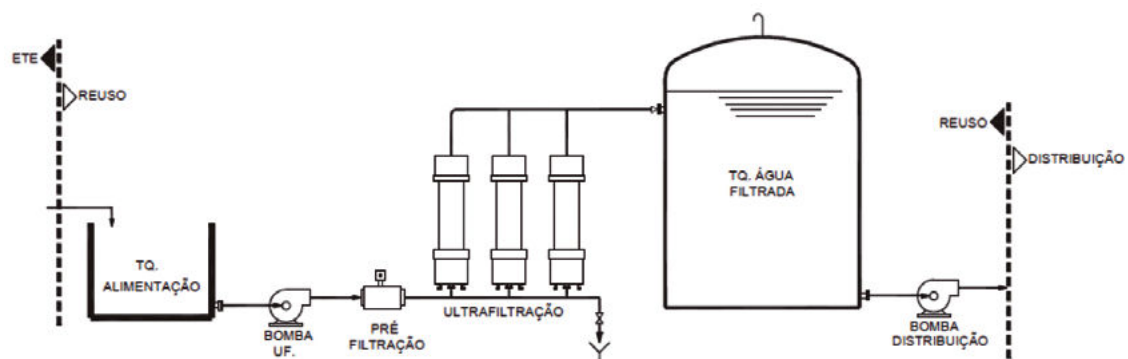 ETE
REUSO
TQ.
ALIMENTAÇÃO
BOMBA
UF.
PRÉ
FILTRAÇÃO
ULTRAFILTRAÇÃO
TQ. ÁGUA
FILTRADA
BOMBA
DISTRIBUIÇÃO
REUSO
DISTRIBUIÇÃO